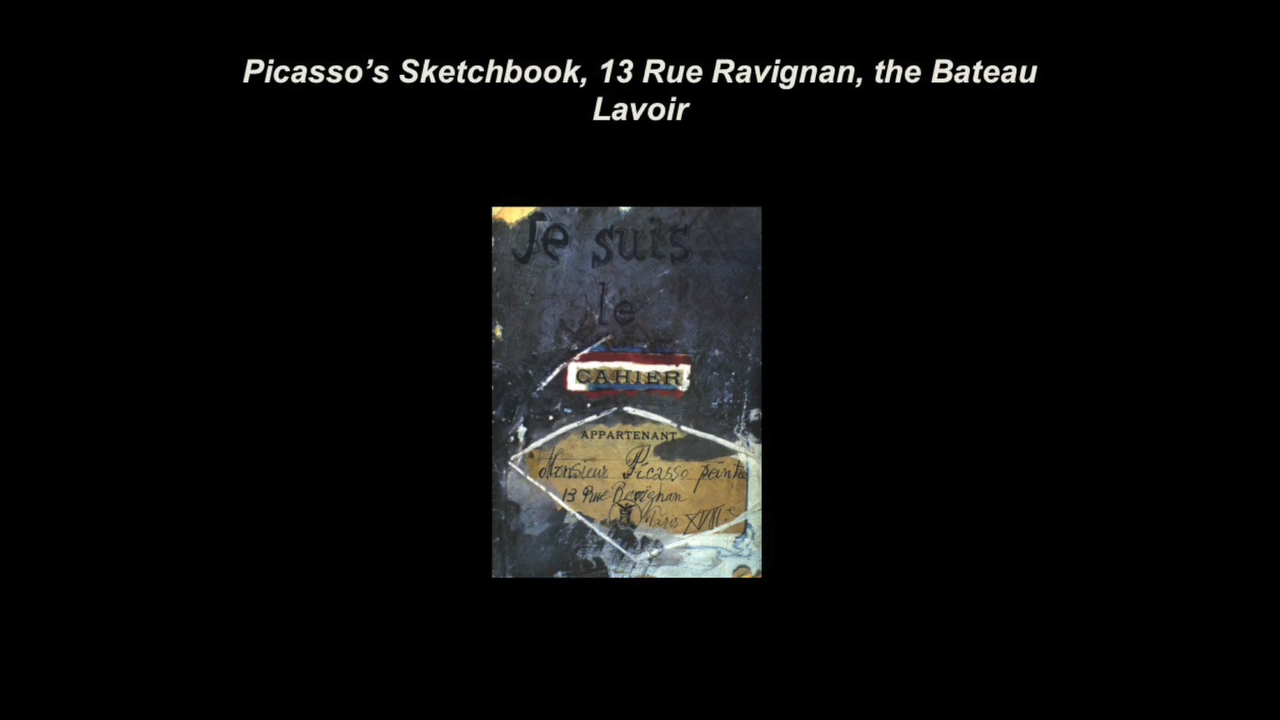 Picasso’s Sketchbook, 13 Rue Ravignan, the Bateau
Lavoir
Je suis
le
CAHIER
APPARTENANT
Monsieur Picasso peintre
13 Rue Ravignan
Paris XVIIIe